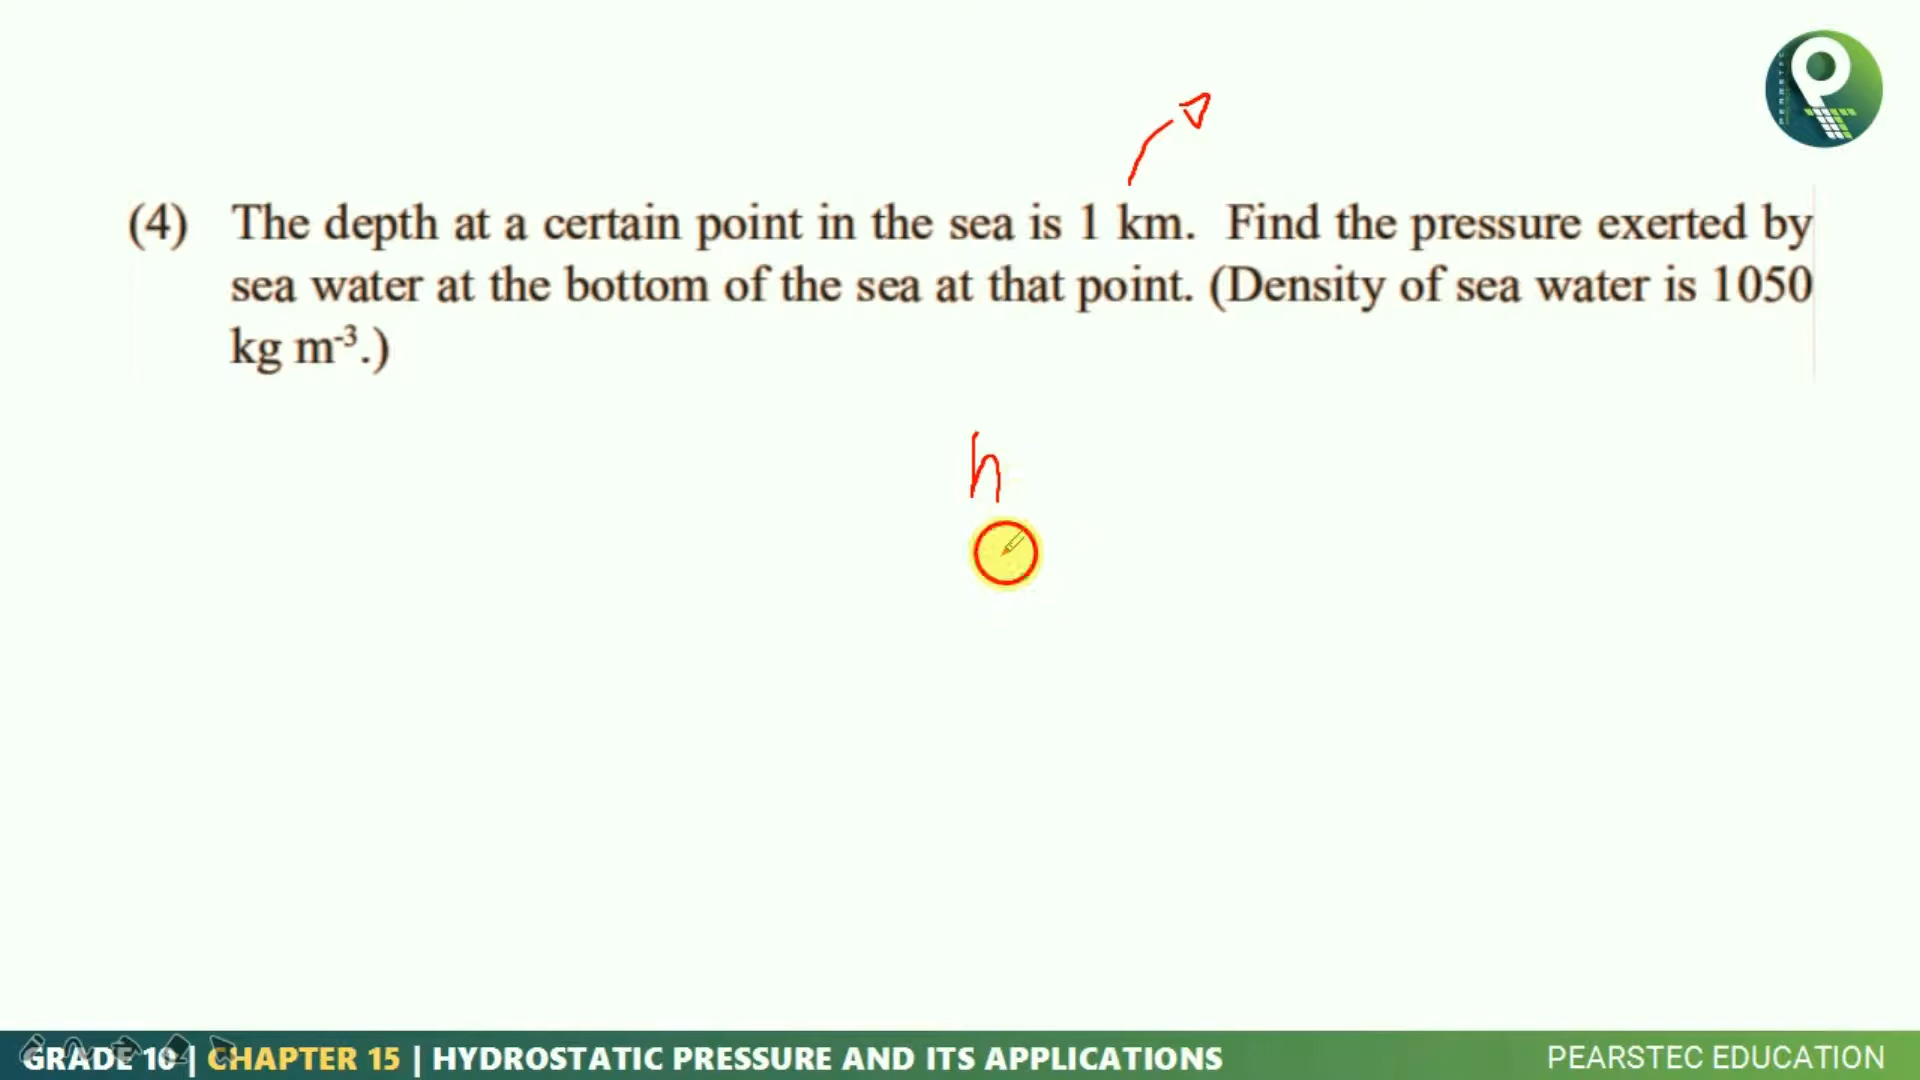 (4) The depth at a certain point in the sea is 1 km. Find the pressure exerted by
sea water at the bottom of the sea at that point. (Density of sea water is 1050
kg m⁻³.)
h
GRADE 10 | CHAPTER 15 | HYDROSTATIC PRESSURE AND ITS APPLICATIONS
PEARSTEC EDUCATION